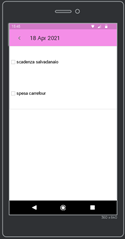 18 Apr 2021
scadenza salvadanaio
spesa carrefour